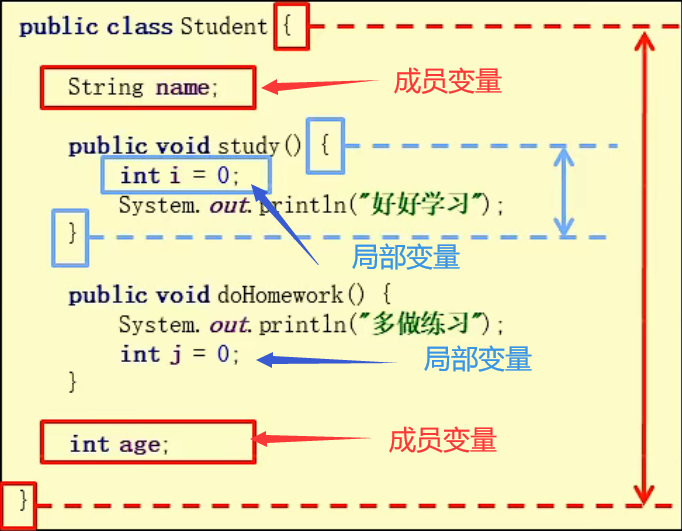 public class Student {
String name;
成员变量
public void study() {
int i = 0;
System.out.println("好好学习");
}
局部变量
public void doHomework() {
System.out.println("多做练习");
int j = 0;
局部变量
}
int age;
成员变量
}